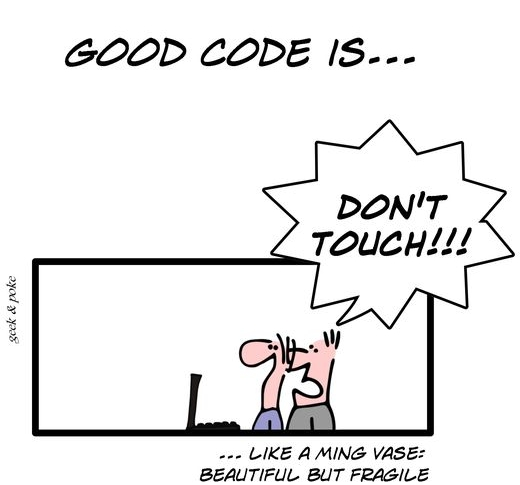 GOOD CODE IS...
DON'T
TOUCH!!!
geek & poke
... LIKE A MING VASE:
BEAUTIFUL BUT FRAGILE